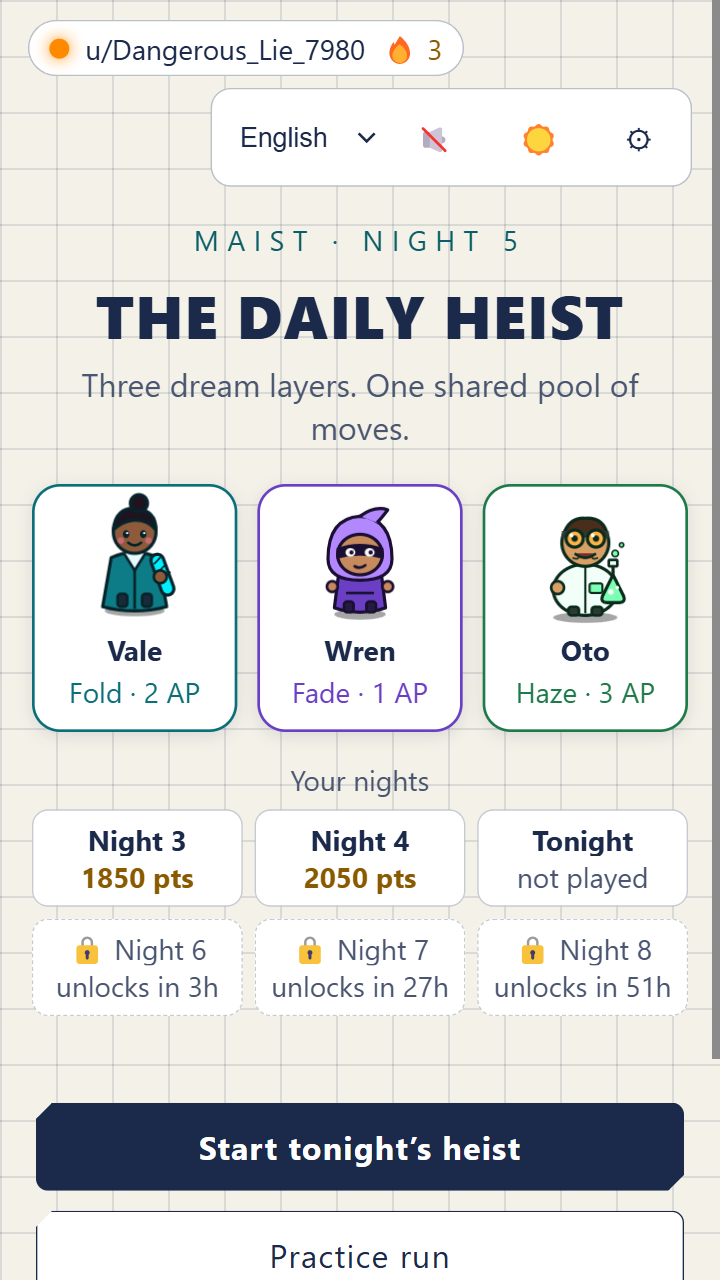 u/Dangerous_Lie_7980 🔥 3
English
MAIST · NIGHT 5
THE DAILY HEIST
Three dream layers. One shared pool of
moves.
Vale
Fold · 2 AP
Wren
Fade · 1 AP
Oto
Haze · 3 AP
Your nights
Night 3
1850 pts
Night 4
2050 pts
Tonight
not played
🔒 Night 6
unlocks in 3h
🔒 Night 7
unlocks in 27h
🔒 Night 8
unlocks in 51h
Start tonight’s heist
Practice run